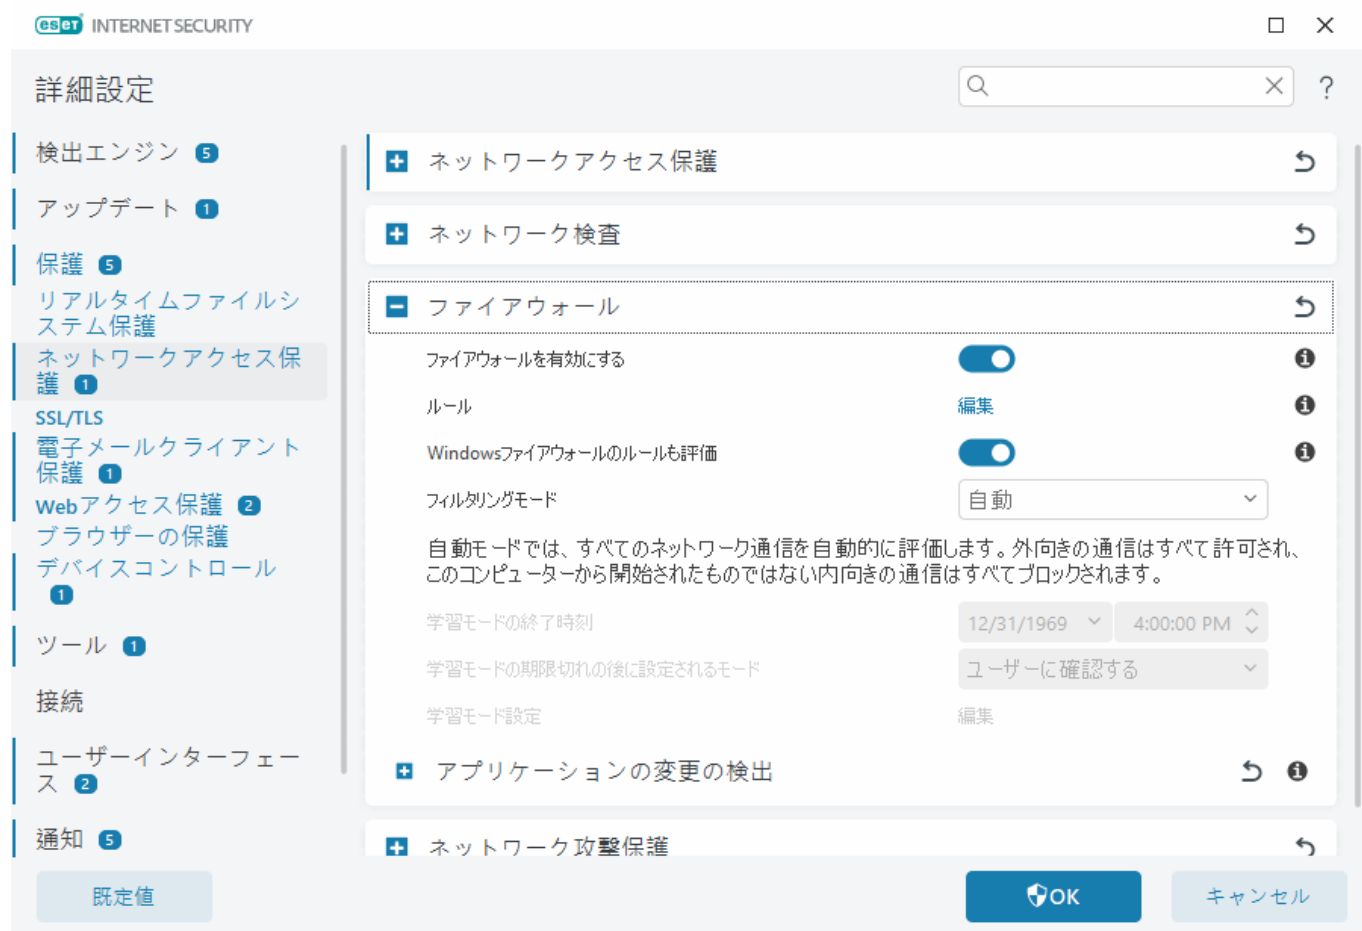 eset INTERNET SECURITY
詳細設定
?
検出エンジン 5
アップデート 1
保護 5
リアルタイムファイルシ
ステム保護
ネットワークアクセス保
護 1
SSL/TLS
電子メールクライアント
保護 1
Webアクセス保護 2
ブラウザーの保護
デバイスコントロール
1
ツール 1
接続
ユーザーインターフェー
ス 2
通知 5
ネットワークアクセス保護
ネットワーク検査
ファイアウォール
ファイアウォールを有効にする
ルール 編集
Windowsファイアウォールのルールも評価
フィルタリングモード 自動
自動モードでは、すべてのネットワーク通信を自動的に評価します。外向きの通信はすべて許可され、
このコンピューターから開始されたものではない内向きの通信はすべてブロックされます。
学習モードの終了時刻 12/31/1969 4:00:00 PM
学習モードの期限切れの後に設定されるモード ユーザーに確認する
学習モード設定 編集
アプリケーションの変更の検出
ネットワーク攻撃保護
既定値 OK キャンセル